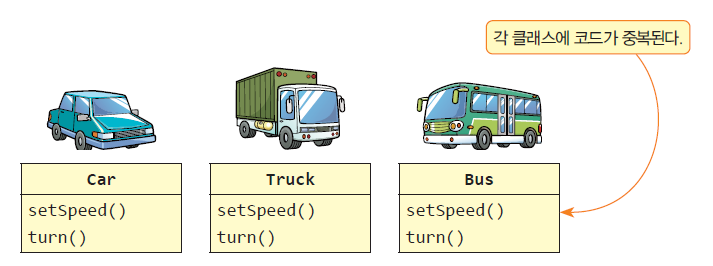 각 클래스에 코드가 중복된다.
Car
setSpeed()
turn()
Truck
setSpeed()
turn()
Bus
setSpeed()
turn()